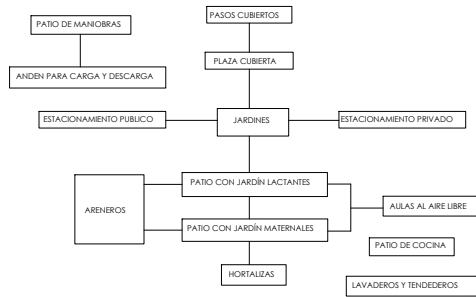 PASOS CUBIERTOS
PATIO DE MANIOBRAS
PLAZA CUBIERTA
ANDEN PARA CARGA Y DESCARGA
ESTACIONAMIENTO PUBLICO
JARDINES
ESTACIONAMIENTO PRIVADO
PATIO CON JARDÍN LACTANTES
ARENEROS
AULAS AL AIRE LIBRE
PATIO CON JARDÍN MATERNALES
PATIO DE COCINA
HORTALIZAS
LAVADEROS Y TENDEDEROS